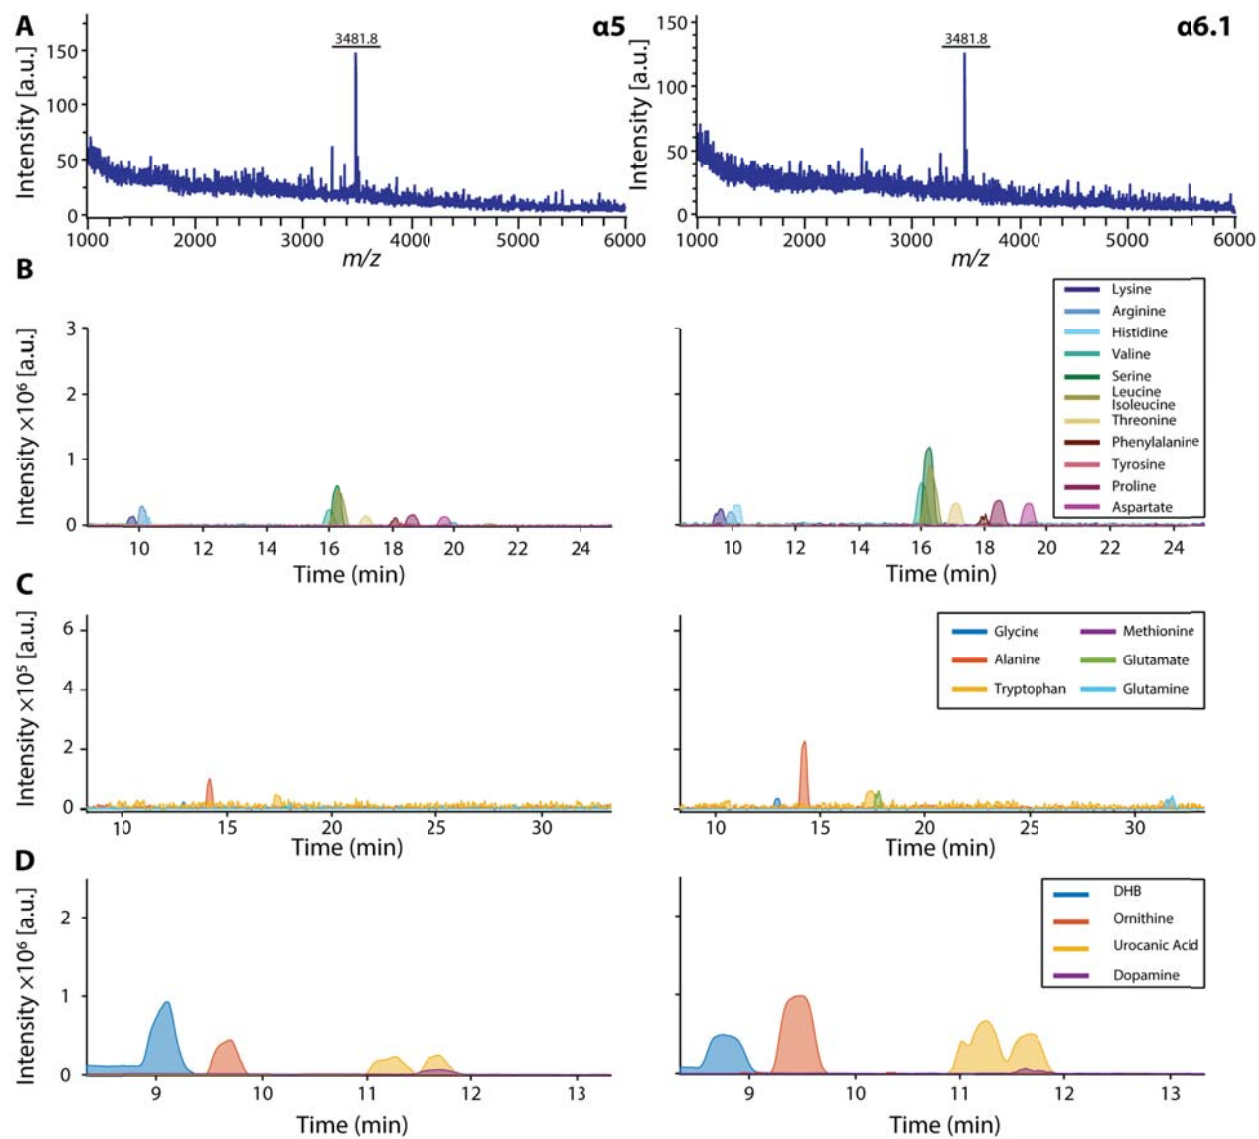 A
α5
α6.1
3481.8
3481.8
Intensity [a.u.]
150
100
50
0
1000 2000 3000 4000 5000 6000
m/z
Intensity [a.u.]
150
100
50
0
1000 2000 3000 4000 5000 6000
m/z
B
Lysine
Arginine
Histidine
Valine
Serine
Leucine
Isoleucine
Threonine
Phenylalanine
Tyrosine
Proline
Aspartate
Intensity ×10⁶ [a.u.]
3
2
1
0
10 12 14 16 18 20 22 24
Time (min)
10 12 14 16 18 20 22 24
Time (min)
C
Glycine Methionine
Alanine Glutamate
Tryptophan Glutamine
Intensity ×10⁵ [a.u.]
6
4
2
0
10 15 20 25 30
Time (min)
10 15 20 25 30
Time (min)
D
DHB
Ornithine
Urocanic Acid
Dopamine
Intensity ×10⁶ [a.u.]
2
1
0
9 10 11 12 13
Time (min)
9 10 11 12 13
Time (min)